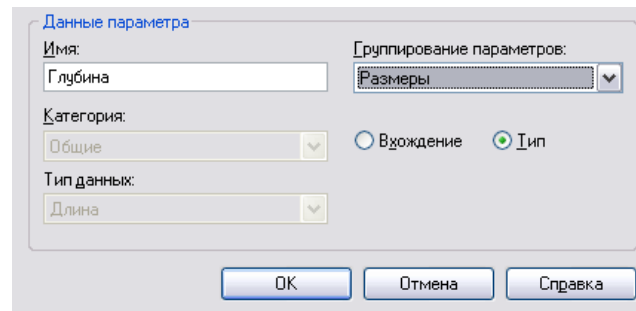 Данные параметра
Имя:
Группирование параметров:
Глубина
Размеры
Категория:
Общие
Вхождение
Тип
Тип данных:
Длина
OK
Отмена
Справка